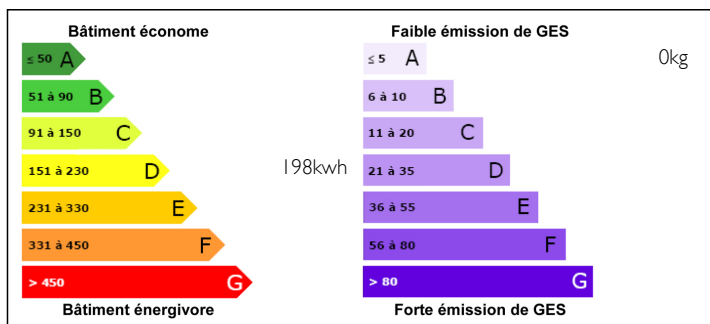 Bâtiment économe
≤ 50 A
51 à 90 B
91 à 150 C
151 à 230 D
198kwh
231 à 330 E
331 à 450 F
> 450 G
Bâtiment énergivore
Faible émission de GES
≤ 5 A
0kg
6 à 10 B
11 à 20 C
21 à 35 D
36 à 55 E
56 à 80 F
> 80 G
Forte émission de GES